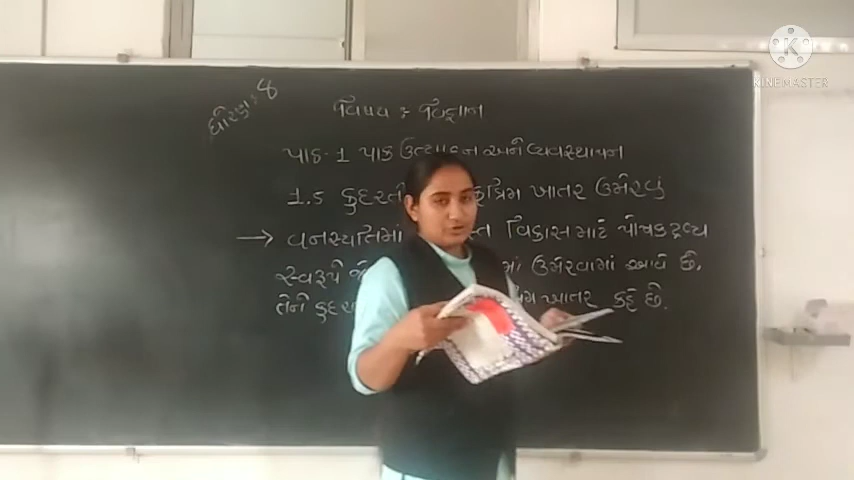 ધોરણ: 8
વિષય : વિજ્ઞાન
પાઠ-1 પાક ઉત્પાદન અને વ્યવસ્થાપન
1.5 કુદરતી કૃત્રિમ ખાતર ઉમેરવું
→ વનસ્પતિમાં વિકાસ માટે પોષકદ્રવ્ય
સ્વરૂપે ઉમેરવામાં આવે છે.
તેને ખાતર કહે છે.
KINEMASTER